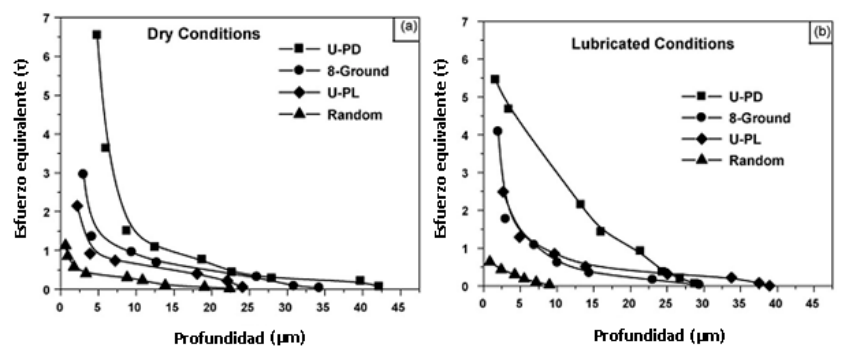 (a)
Dry Conditions
U-PD
8-Ground
U-PL
Random
Esfuerzo equivalente (τ)
7
6
5
4
3
2
1
0
0
5
10
15
20
25
30
35
40
45
Profundidad (μm)
(b)
Lubricated Conditions
U-PD
8-Ground
U-PL
Random
Esfuerzo equivalente (τ)
7
6
5
4
3
2
1
0
0
5
10
15
20
25
30
35
40
45
Profundidad (μm)